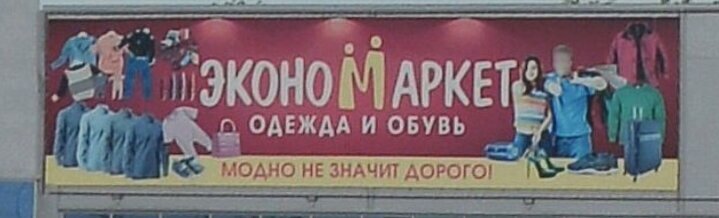 ЭКОНОМАРКЕТ
ОДЕЖДА И ОБУВЬ
МОДНО НЕ ЗНАЧИТ ДОРОГО!